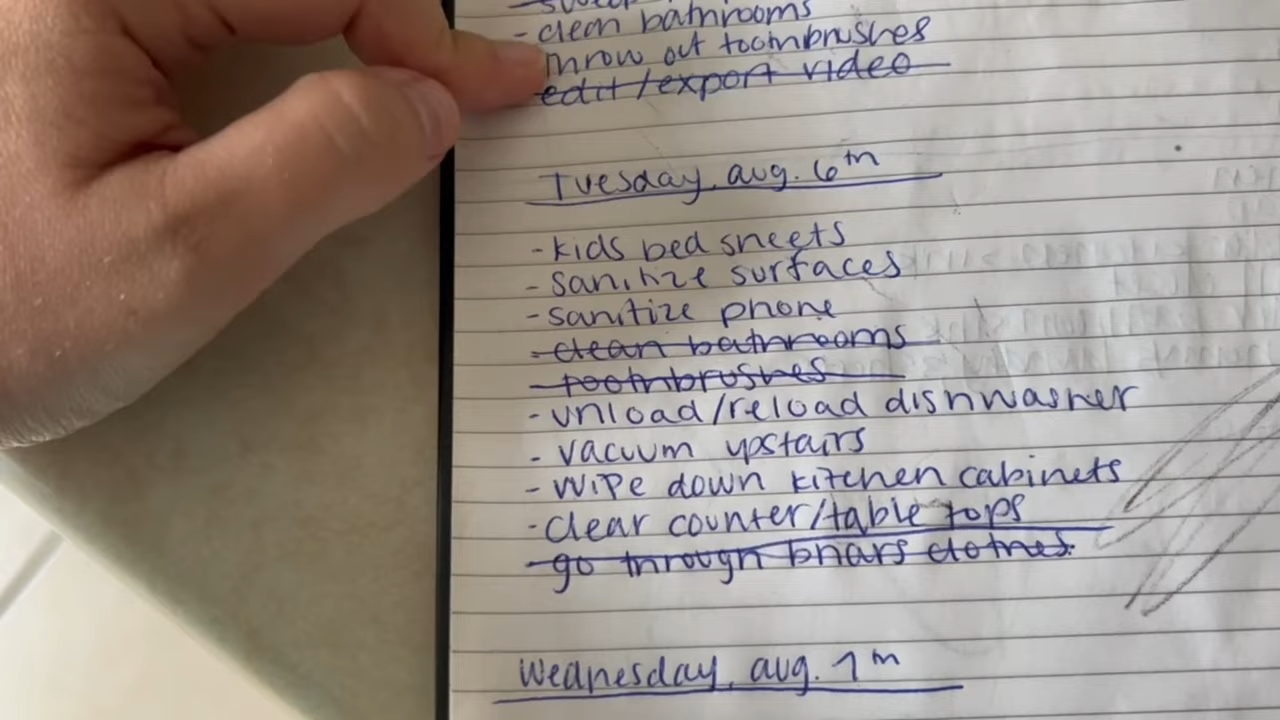 - clean bathrooms
throw out toothbrushes
edit/export video
Tuesday, aug. 6th
- kids bed sheets
- sanitize surfaces
- sanitize phone
- clean bathrooms
- toothbrushes
- unload/reload dishwasher
- vacuum upstairs
- wipe down kitchen cabinets
- clear counter/table tops
- go through briars clothes
Wednesday, aug. 7th